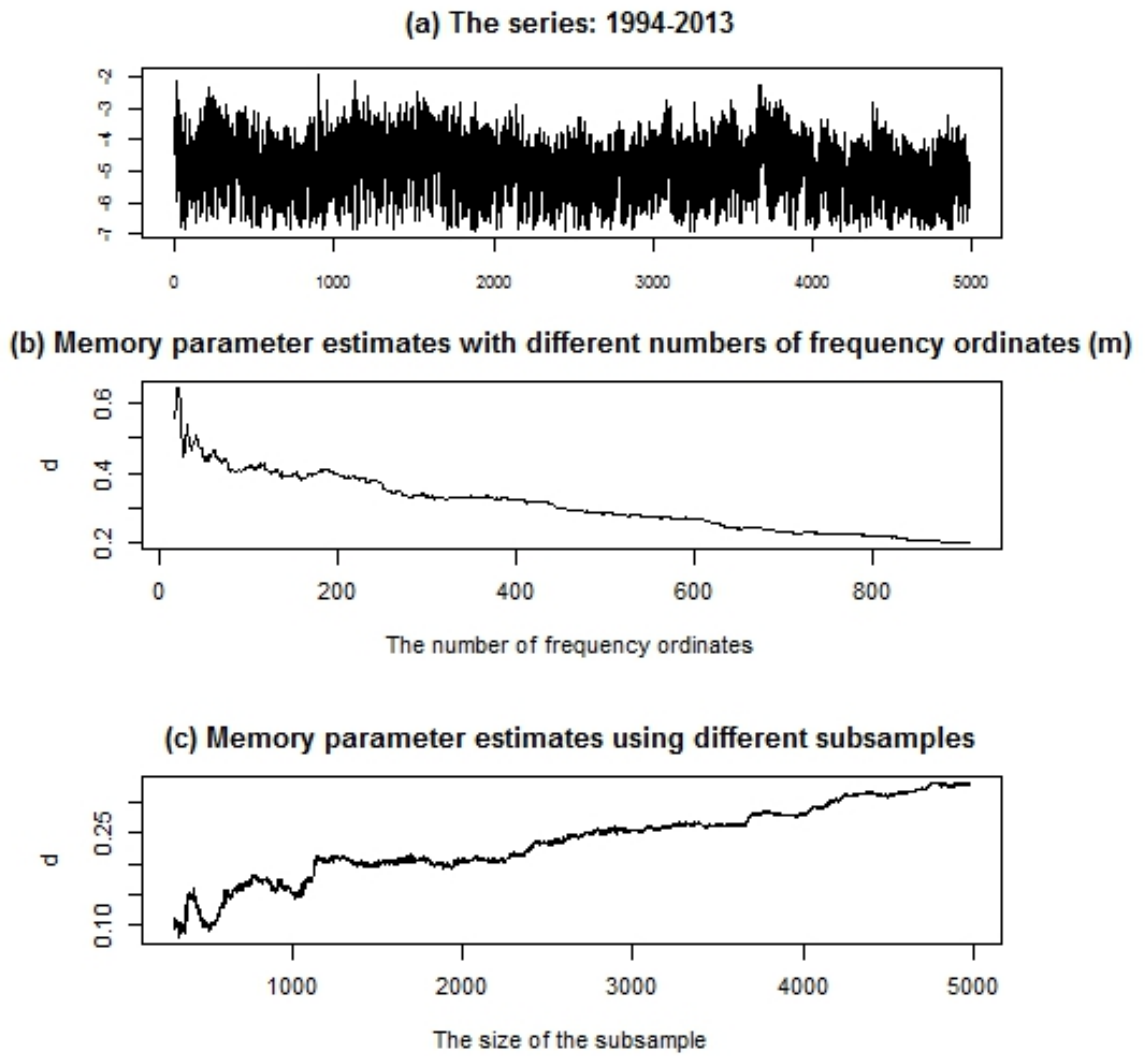 (a) The series: 1994-2013
-2
-3
-4
-5
-6
-7
0 1000 2000 3000 4000 5000
(b) Memory parameter estimates with different numbers of frequency ordinates (m)
0.6
0.4
0.2
d
0 200 400 600 800
The number of frequency ordinates
(c) Memory parameter estimates using different subsamples
0.25
0.10
d
1000 2000 3000 4000 5000
The size of the subsample